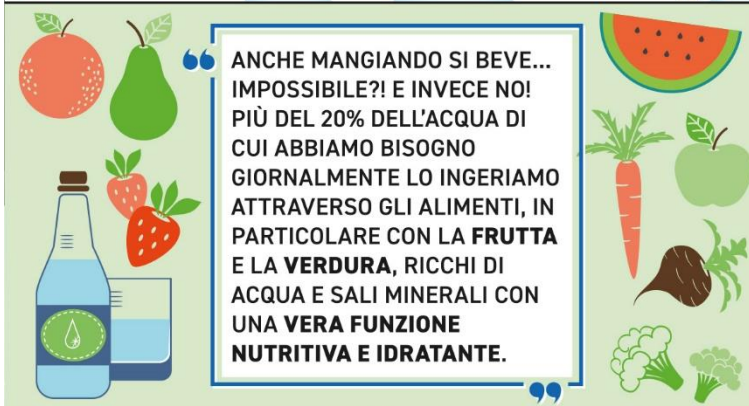 ANCHE MANGIANDO SI BEVE...
IMPOSSIBILE?! E INVECE NO!
PIÙ DEL 20% DELL'ACQUA DI
CUI ABBIAMO BISOGNO
GIORNALMENTE LO INGERIAMO
ATTRAVERSO GLI ALIMENTI, IN
PARTICOLARE CON LA FRUTTA
E LA VERDURA, RICCHI DI
ACQUA E SALI MINERALI CON
UNA VERA FUNZIONE
NUTRITIVA E IDRATANTE.